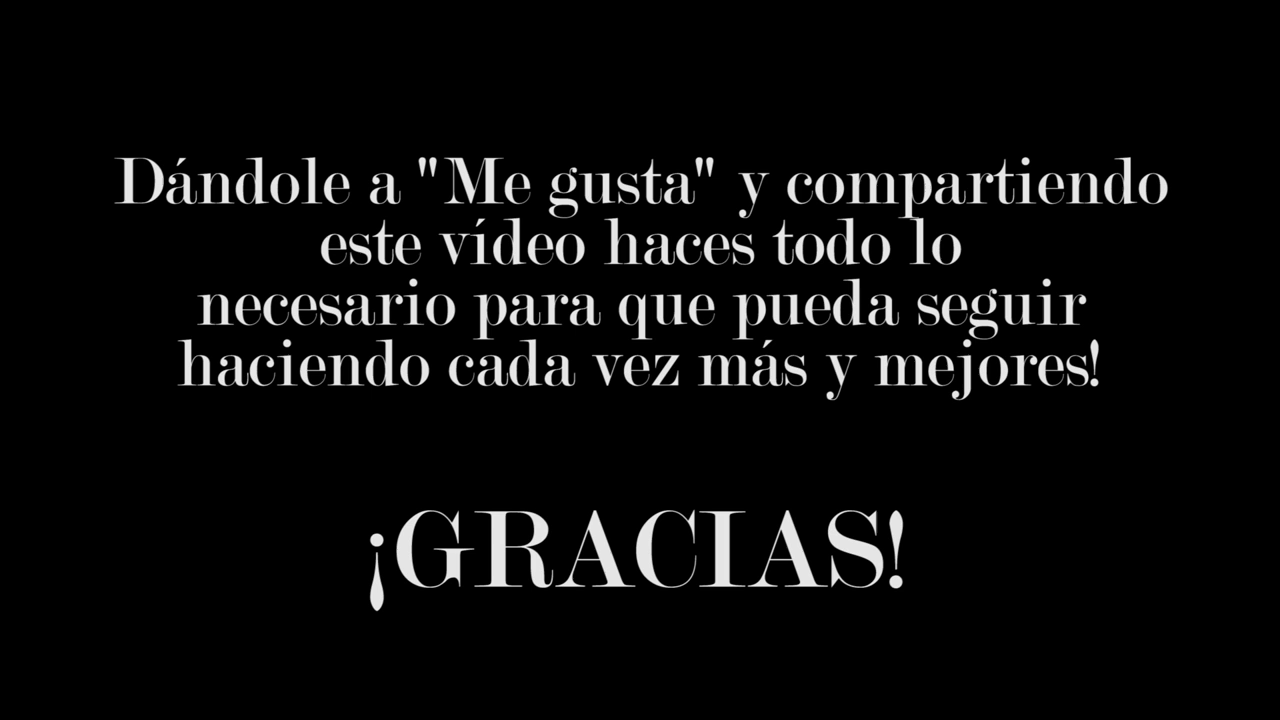 Dándole a "Me gusta" y compartiendo
este vídeo haces todo lo
necesario para que pueda seguir
haciendo cada vez más y mejores!
¡GRACIAS!